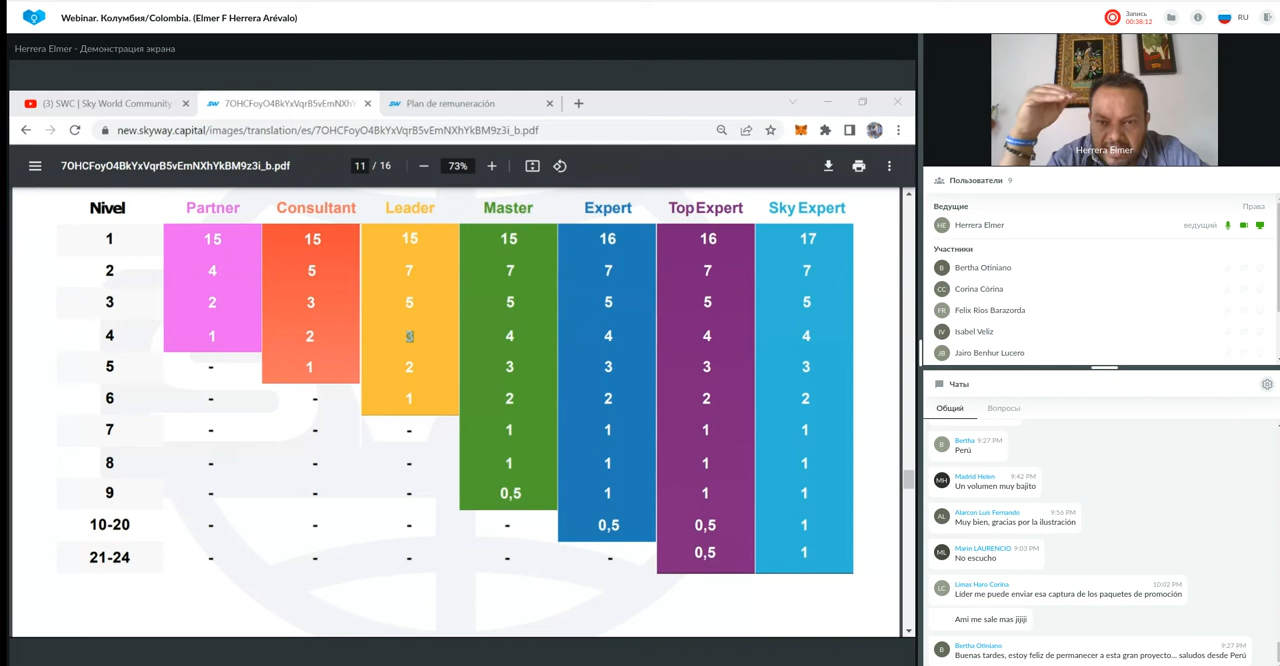 Webinar. Колумбия/Colombia. (Elmer F Herrera Arévalo)
Запись
00:38:12
RU
Herrera Elmer - Демонстрация экрана
(3) SWC | Sky World Community
7OHCFoyO4BkYxVqrB5vEmNXhY
Plan de remuneración
new.skyway.capital/images/translation/es/7OHCFoyO4BkYxVqrB5vEmNXhYkBM9z3i_b.pdf
7OHCFoyO4BkYxVqrB5vEmNXhYkBM9z3i_b.pdf
11 / 16
73%
Nivel Partner Consultant Leader Master Expert Top Expert Sky Expert
1 15 15 15 15 16 16 17
2 4 5 7 7 7 7 7
3 2 3 5 5 5 5 5
4 1 2 3 4 4 4 4
5 - 1 2 3 3 3 3
6 - - 1 2 2 2 2
7 - - - 1 1 1 1
8 - - - 1 1 1 1
9 - - - 0,5 1 1 1
10-20 - - - - 0,5 0,5 1
21-24 - - - - - 0,5 1
Herrera Elmer
Пользователи 9
Ведущие Права
HE Herrera Elmer ведущий
Участники
B Bertha Otiniano
CC Corina Córina
FR Felix Rios Barazorda
IV Isabel Veliz
JB Jairo Benhur Lucero
Чаты
Общий Вопросы
B Bertha 9:27 PM
Perú
MH Madrid Helen 9:42 PM
Un volumen muy bajito
AL Alarcon Luis Fernando 9:56 PM
Muy bien, gracias por la ilustración
ML Marin LAURENCIO 9:03 PM
No escucho
LC Limas Haro Corina 10:02 PM
Líder me puede enviar esa captura de los paquetes de promoción
Ami me sale mas jijiji
B Bertha Otiniano 9:27 PM
Buenas tardes, estoy feliz de permanecer a esta gran proyecto... saludos desde Perú